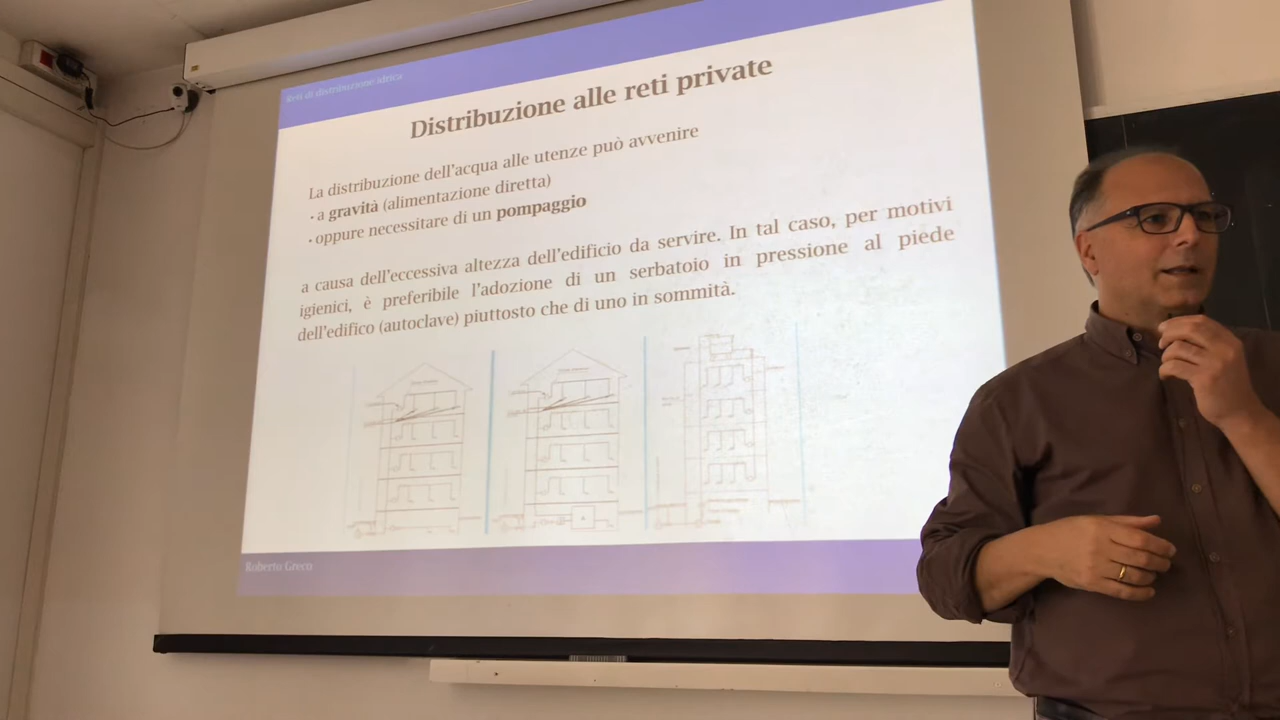 Reti di distribuzione idrica
Distribuzione alle reti private
La distribuzione dell'acqua alle utenze può avvenire
· a gravità (alimentazione diretta)
· oppure necessitare di un pompaggio
a causa dell'eccessiva altezza dell'edificio da servire. In tal caso, per motivi
igienici, è preferibile l'adozione di un serbatoio in pressione al piede
dell'edifico (autoclave) piuttosto che di uno in sommità.
Roberto Greco